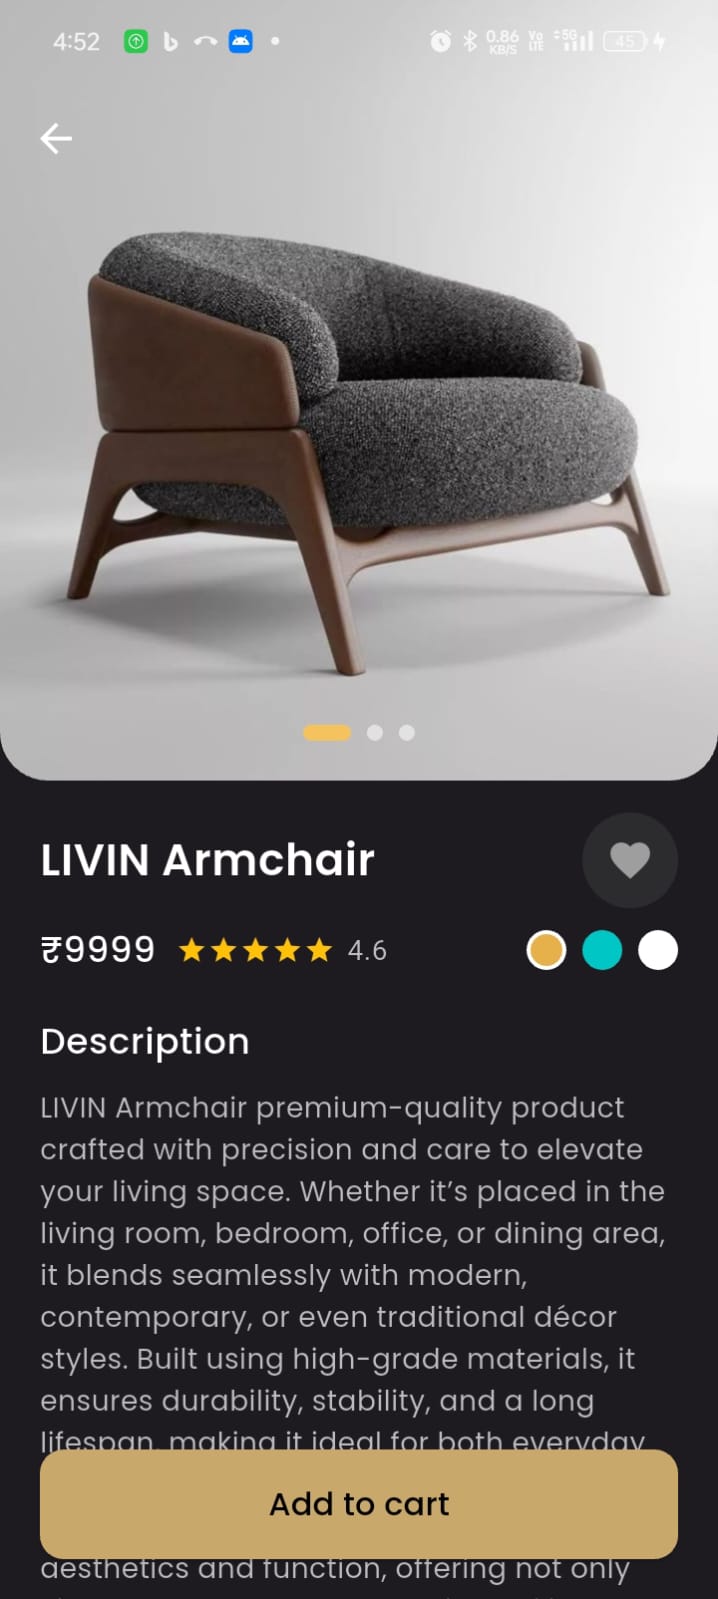 4:52
0.86
KB/S
Vo
LTE
5G
45
LIVIN Armchair
₹9999
4.6
Description
LIVIN Armchair premium-quality product
crafted with precision and care to elevate
your living space. Whether it’s placed in the
living room, bedroom, office, or dining area,
it blends seamlessly with modern,
contemporary, or even traditional décor
styles. Built using high-grade materials, it
ensures durability, stability, and a long
lifespan, making it ideal for both everyday
Add to cart
aesthetics and function, offering not only